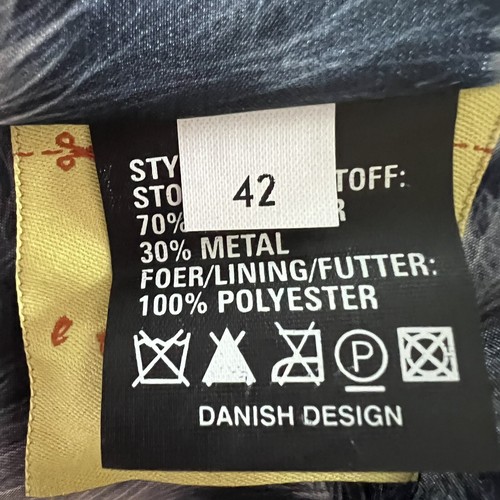 42
STY
STO TOFF:
70% R
30% METAL
FOER/LINING/FUTTER:
100% POLYESTER
P
DANISH DESIGN